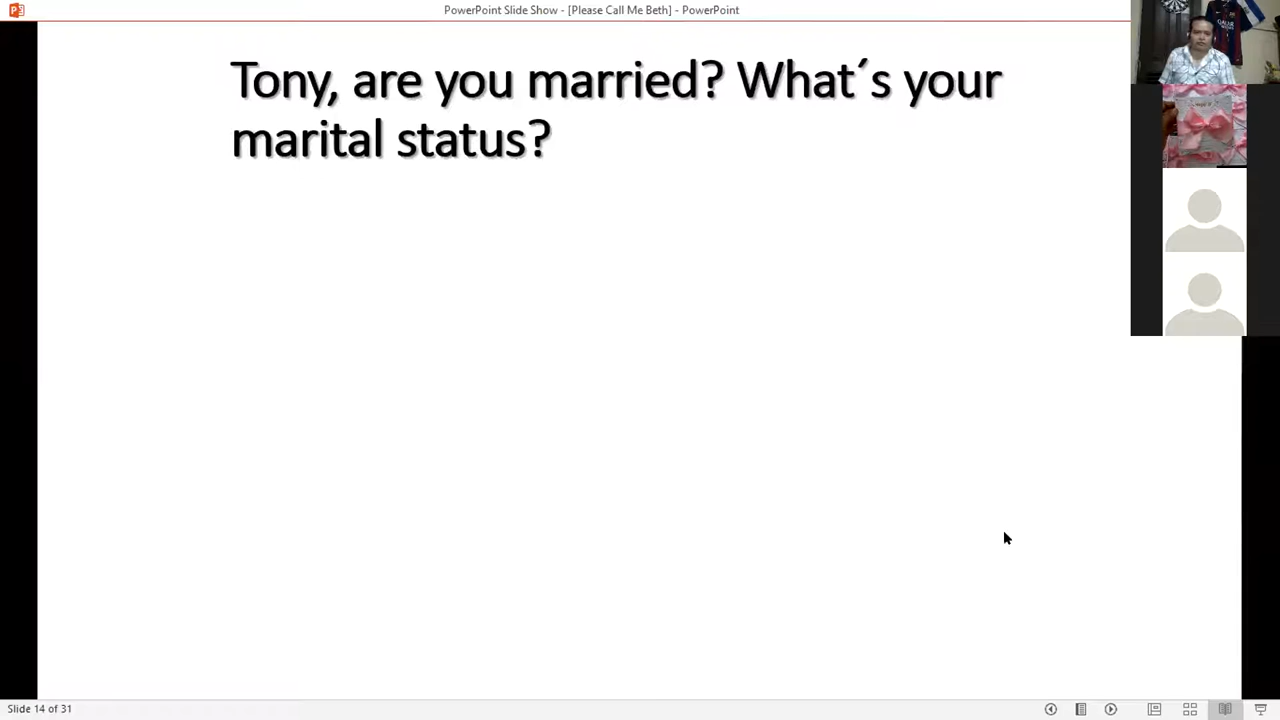 PowerPoint Slide Show - [Please Call Me Beth] - PowerPoint
Tony, are you married? What´s your
marital status?
Slide 14 of 31